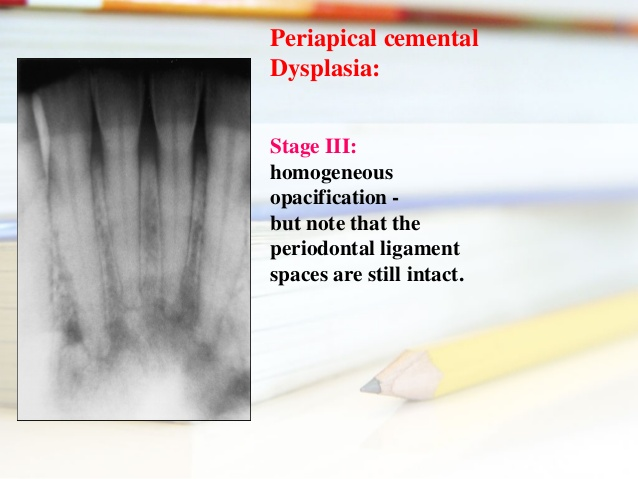 Periapical cemental
Dysplasia:
Stage III:
homogeneous
opacification -
but note that the
periodontal ligament
spaces are still intact.